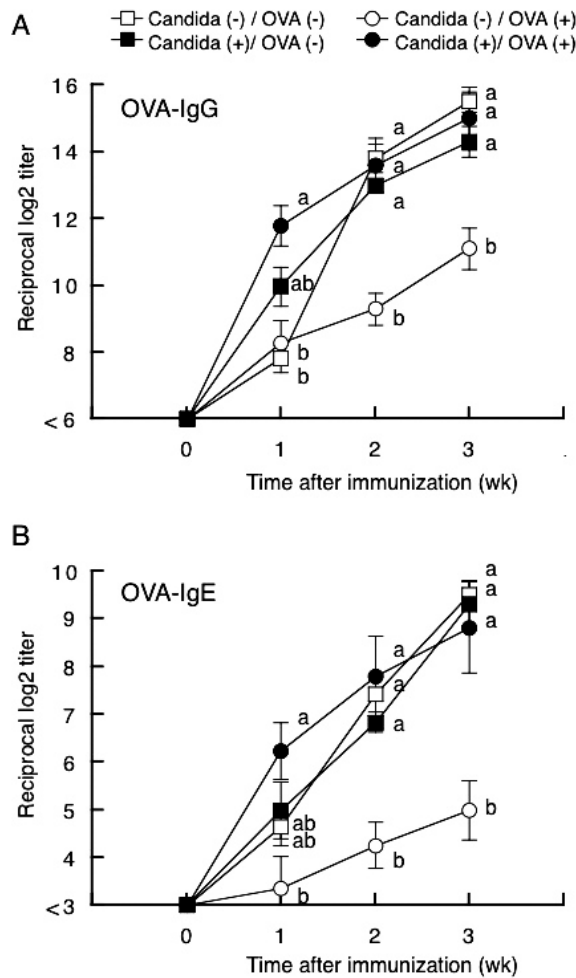 A
Candida (-) / OVA (-)
Candida (-) / OVA (+)
Candida (+)/ OVA (-)
Candida (+)/ OVA (+)
OVA-IgG
Reciprocal log2 titer
16
14
12
10
8
< 6
a
a
a
a
a
a
a
ab
b
b
b
b
0 1 2 3
Time after immunization (wk)
B
OVA-IgE
Reciprocal log2 titer
10
9
8
7
6
5
4
< 3
a
a
a
a
a
a
a
ab
ab
b
b
b
0 1 2 3
Time after immunization (wk)